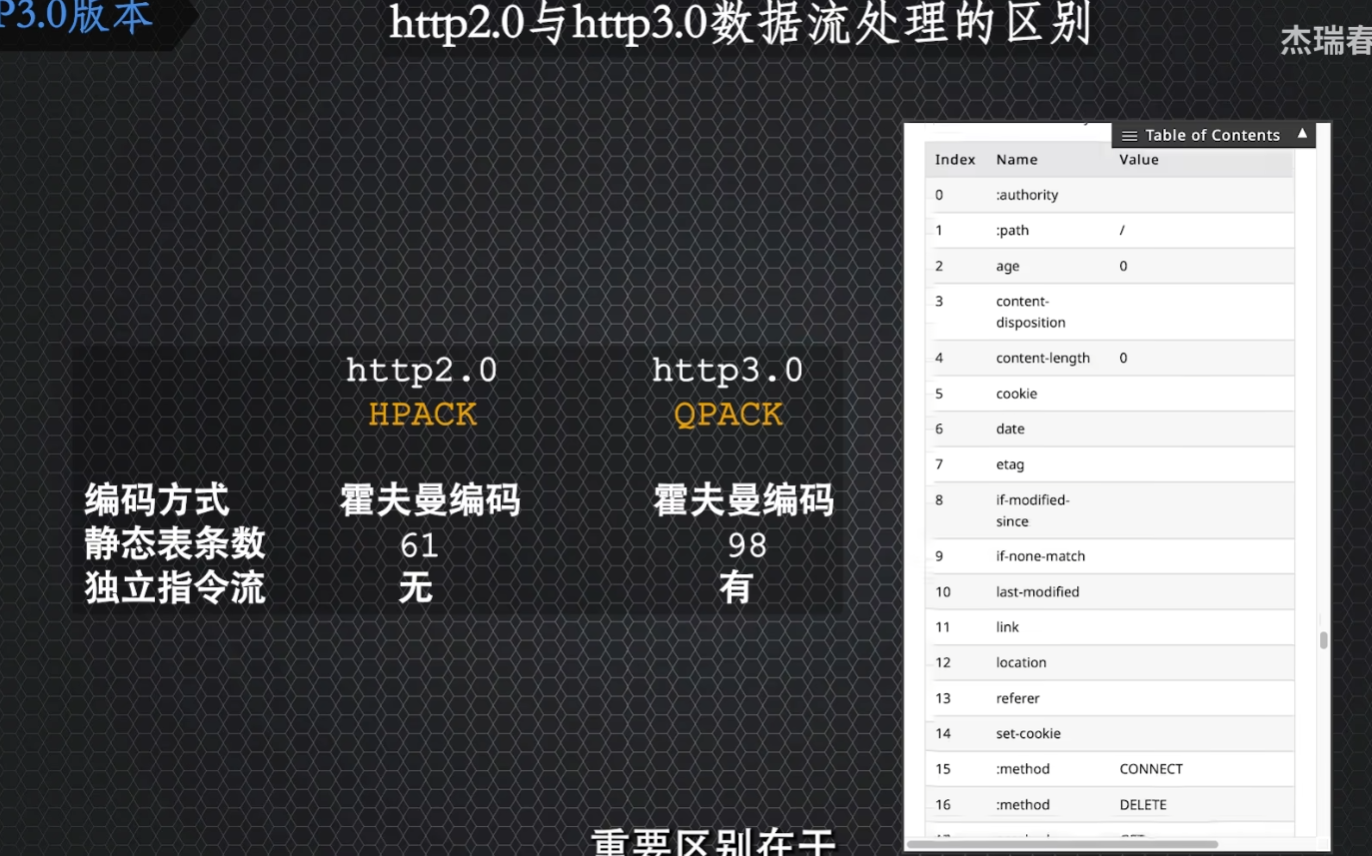 P3.0版本
http2.0与http3.0数据流处理的区别
杰瑞春
http2.0 http3.0
HPACK QPACK
编码方式 霍夫曼编码 霍夫曼编码
静态表条数 61 98
独立指令流 无 有
Table of Contents
Index Name Value
0 :authority
1 :path /
2 age 0
3 content-
disposition
4 content-length 0
5 cookie
6 date
7 etag
8 if-modified-
since
9 if-none-match
10 last-modified
11 link
12 location
13 referer
14 set-cookie
15 :method CONNECT
16 :method DELETE
重要区别在于